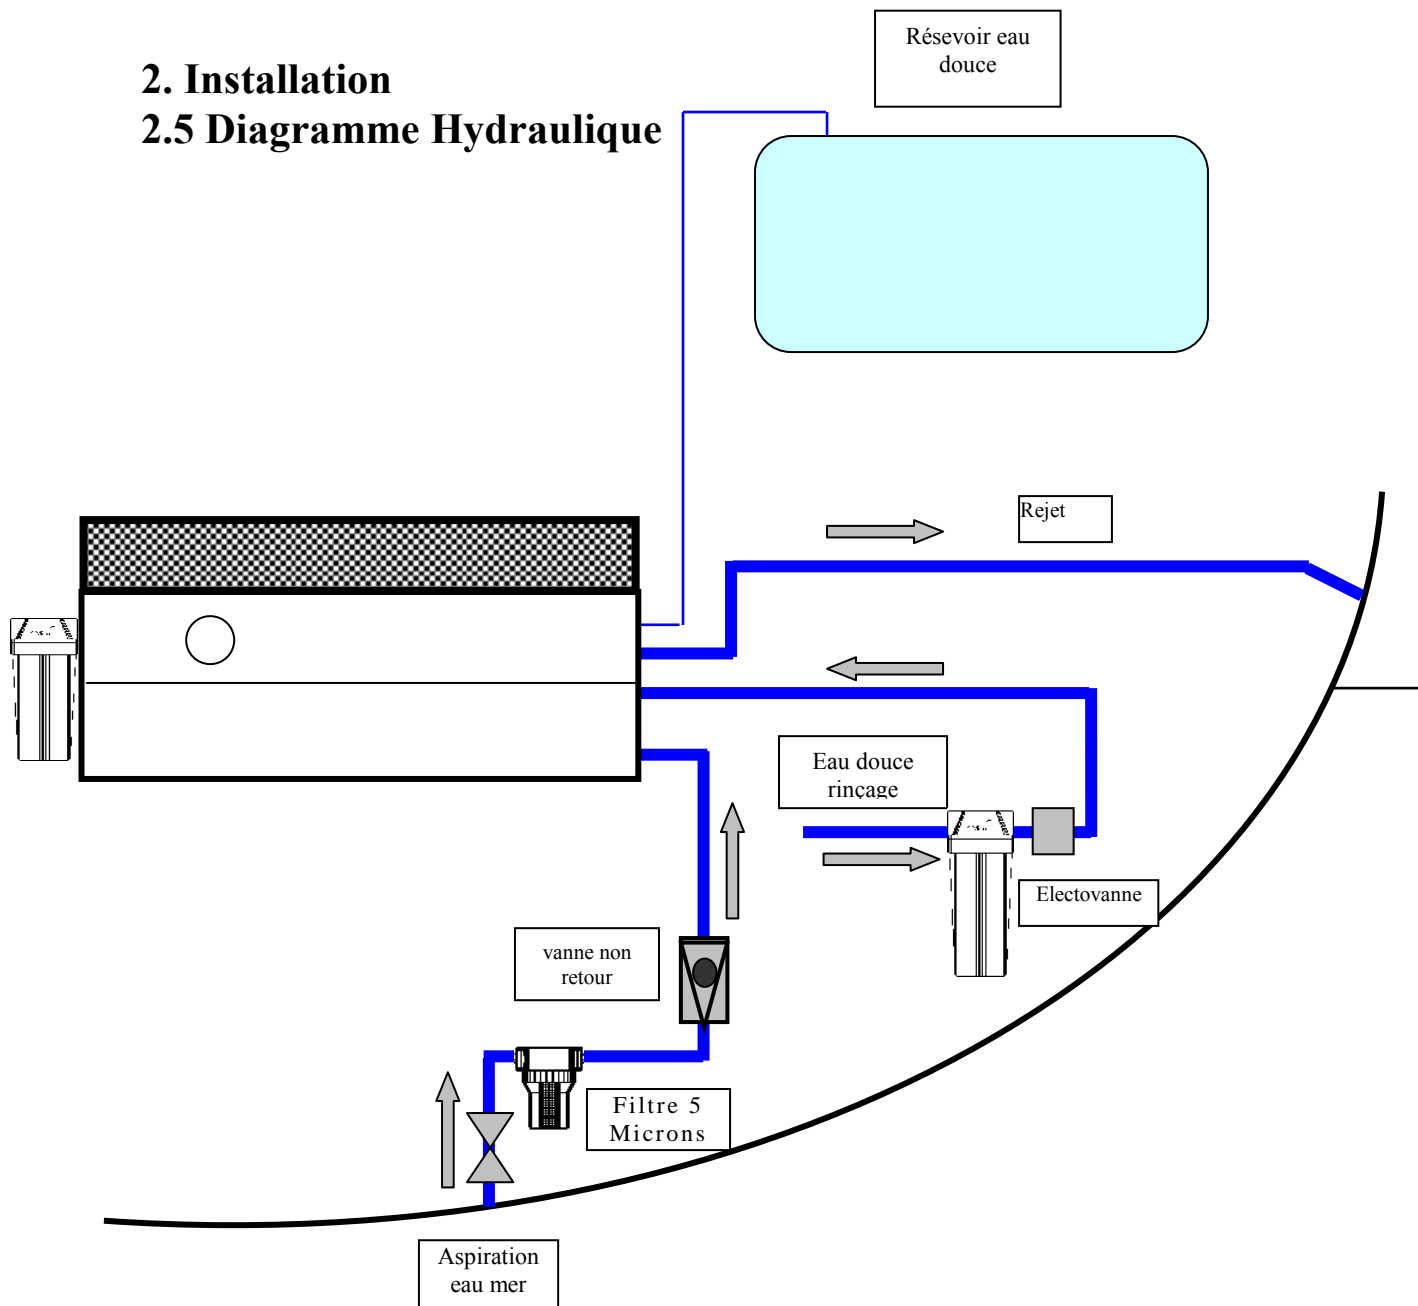 Résevoir eau
douce
2. Installation
2.5 Diagramme Hydraulique
Rejet
Eau douce
rinçage
Electovanne
vanne non
retour
Filtre 5
Microns
Aspiration
eau mer